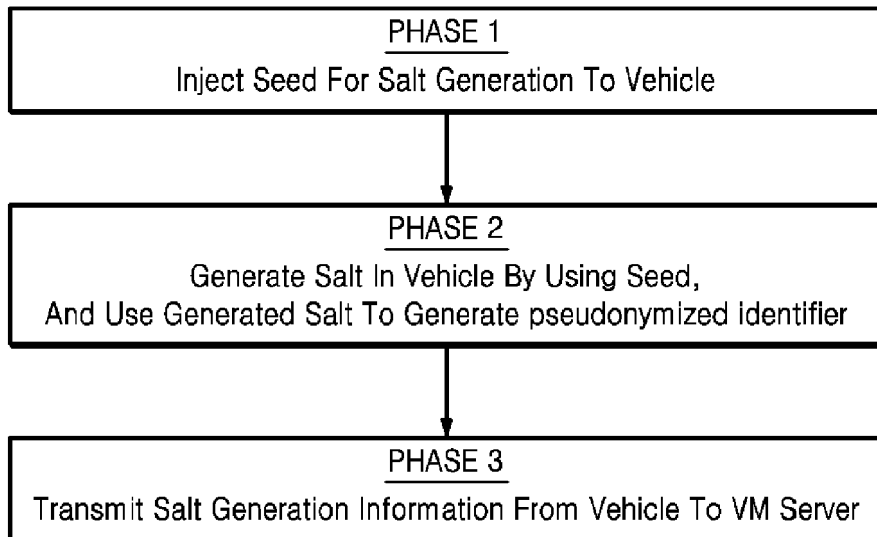 PHASE 1
Inject Seed For Salt Generation To Vehicle
PHASE 2
Generate Salt In Vehicle By Using Seed,
And Use Generated Salt To Generate pseudonymized identifier
PHASE 3
Transmit Salt Generation Information From Vehicle To VM Server